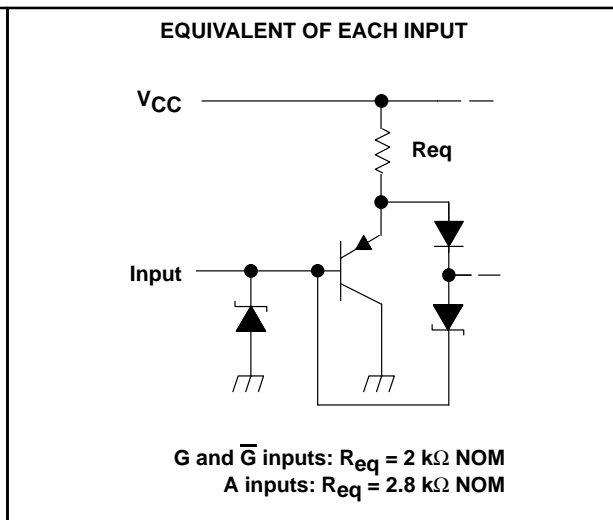 EQUIVALENT OF EACH INPUT
VCC
Req
Input
G and G̅ inputs: Req = 2 kΩ NOM
A inputs: Req = 2.8 kΩ NOM